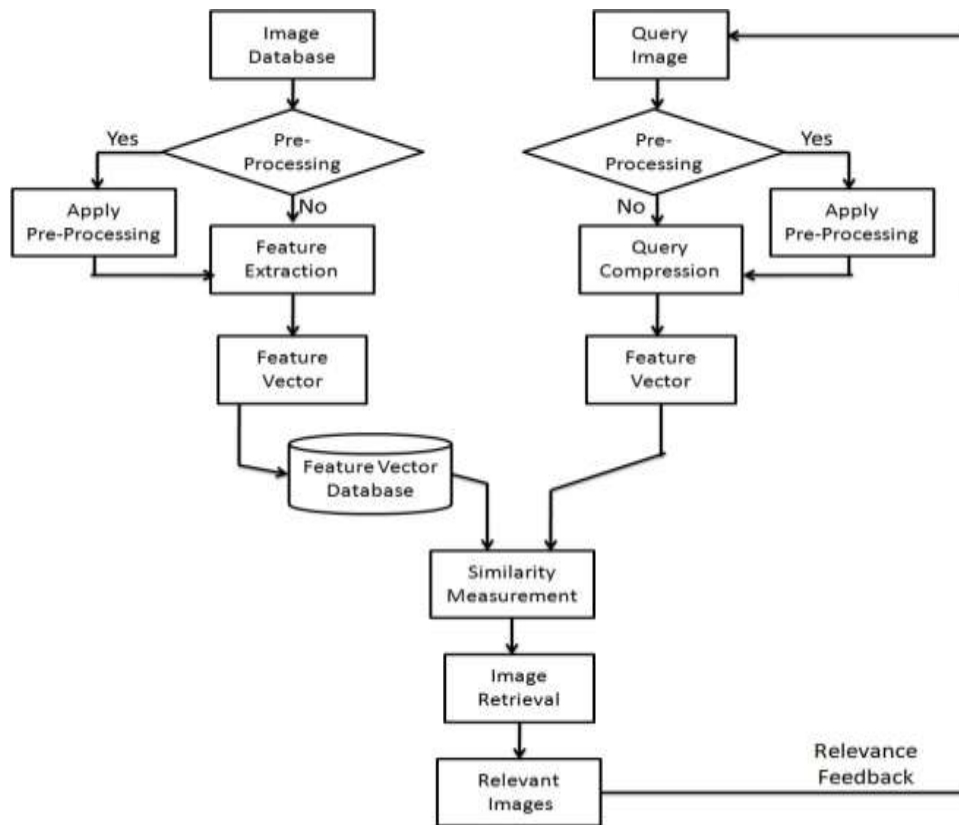 Image
Database
Query
Image
Yes
Pre-
Processing
Pre-
Processing
Yes
Apply
Pre-Processing
No
No
Apply
Pre-Processing
Feature
Extraction
Query
Compression
Feature
Vector
Feature
Vector
Feature Vector
Database
Similarity
Measurement
Image
Retrieval
Relevant
Images
Relevance
Feedback